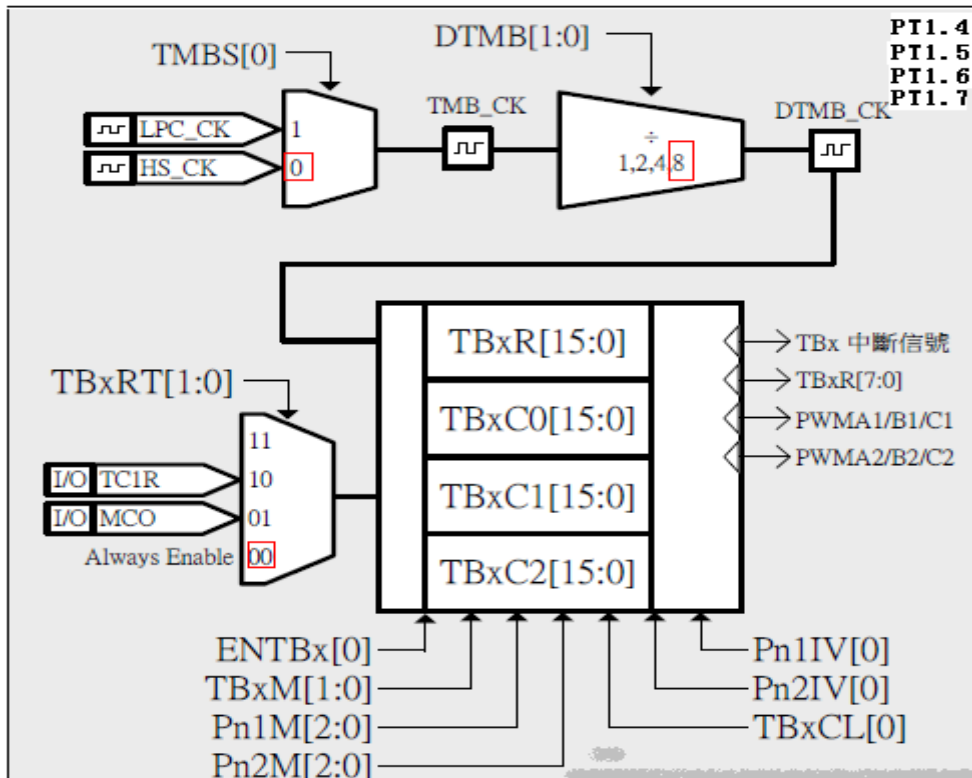 PT1.4
PT1.5
PT1.6
PT1.7
TMBS[0]
DTMB[1:0]
TMB_CK
DTMB_CK
LPC_CK
1
HS_CK
0
÷
1,2,4,8
TBxRT[1:0]
11
I/O TC1R
10
I/O MCO
01
Always Enable
00
TBxR[15:0]
TBxC0[15:0]
TBxC1[15:0]
TBxC2[15:0]
TBx 中斷信號
TBxR[7:0]
PWMA1/B1/C1
PWMA2/B2/C2
ENTBx[0]
TBxM[1:0]
Pn1M[2:0]
Pn2M[2:0]
Pn1IV[0]
Pn2IV[0]
TBxCL[0]